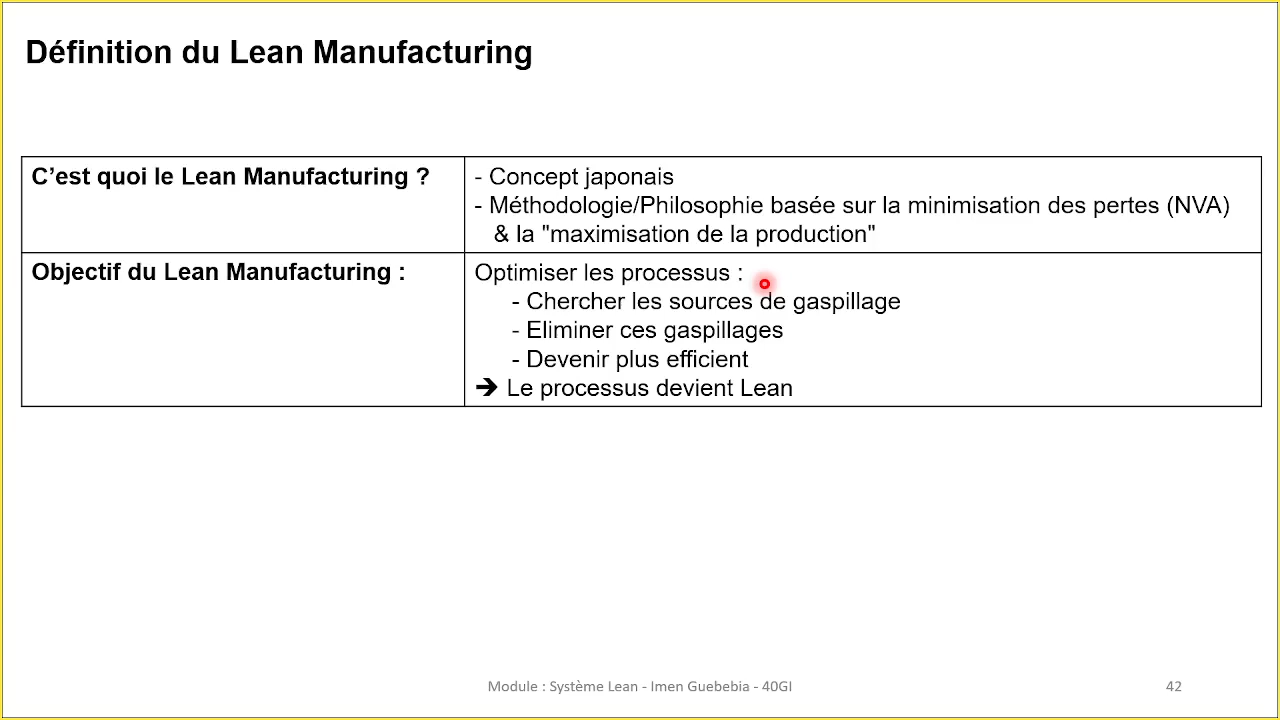 Définition du Lean Manufacturing
C’est quoi le Lean Manufacturing ?
- Concept japonais
- Méthodologie/Philosophie basée sur la minimisation des pertes (NVA)
& la "maximisation de la production"
Objectif du Lean Manufacturing :
Optimiser les processus :
- Chercher les sources de gaspillage
- Eliminer ces gaspillages
- Devenir plus efficient
➔ Le processus devient Lean
Module : Système Lean - Imen Guebebia - 40GI
42